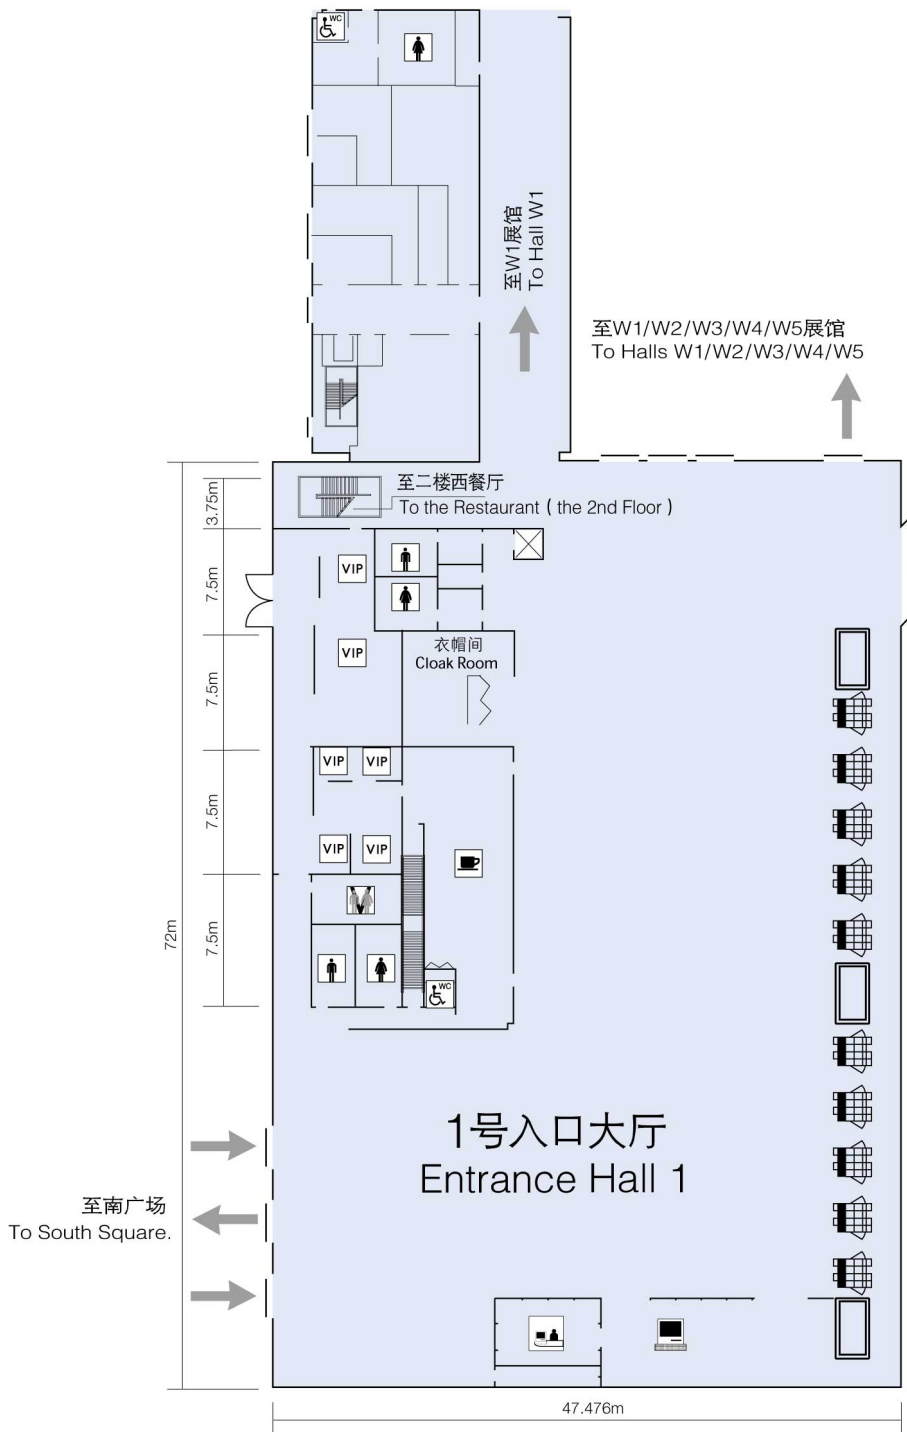 WC
至W1展馆
To Hall W1
至W1/W2/W3/W4/W5展馆
To Halls W1/W2/W3/W4/W5
至二楼西餐厅
To the Restaurant ( the 2nd Floor )
3.75m
7.5m
VIP
衣帽间
Cloak Room
VIP
7.5m
VIP VIP
7.5m
VIP VIP
7.5m
72m
WC
1号入口大厅
Entrance Hall 1
至南广场
To South Square.
47.476m